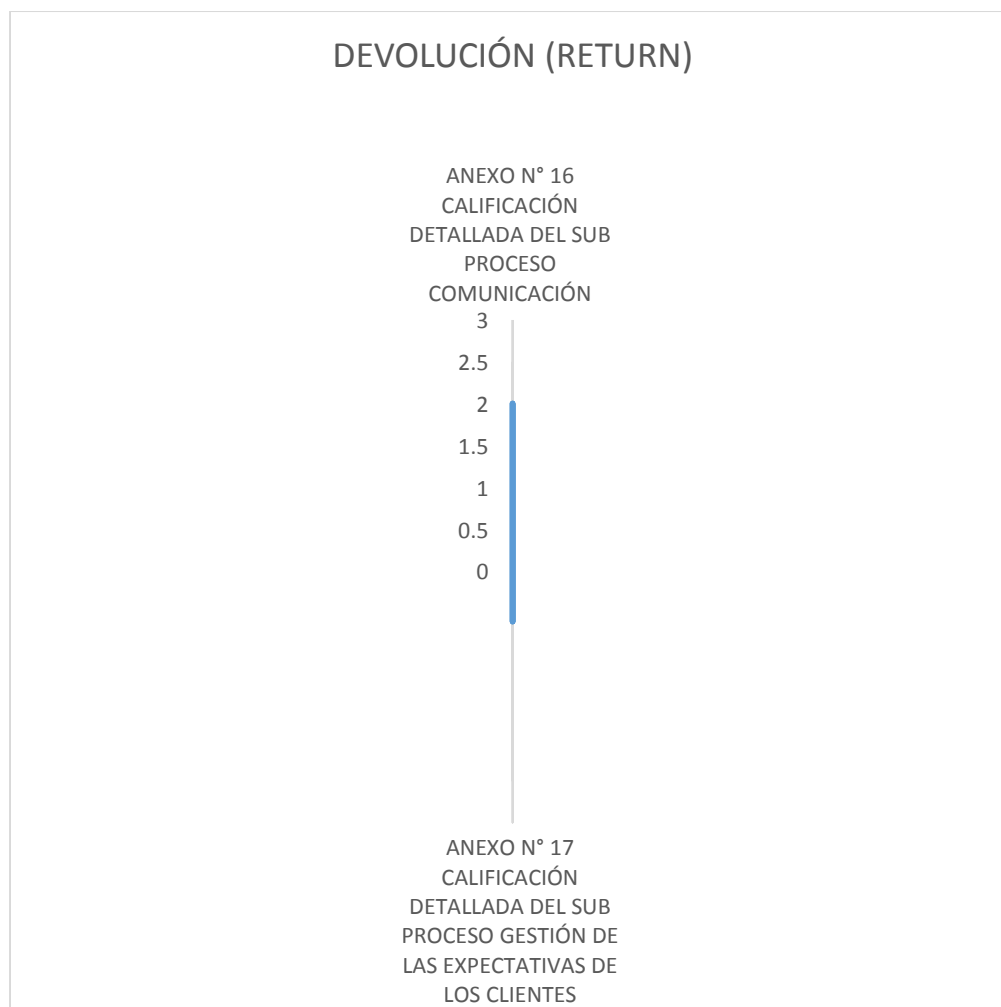 DEVOLUCIÓN (RETURN)
ANEXO N° 16
CALIFICACIÓN
DETALLADA DEL SUB
PROCESO
COMUNICACIÓN
3
2.5
2
1.5
1
0.5
0
ANEXO N° 17
CALIFICACIÓN
DETALLADA DEL SUB
PROCESO GESTIÓN DE
LAS EXPECTATIVAS DE
LOS CLIENTES